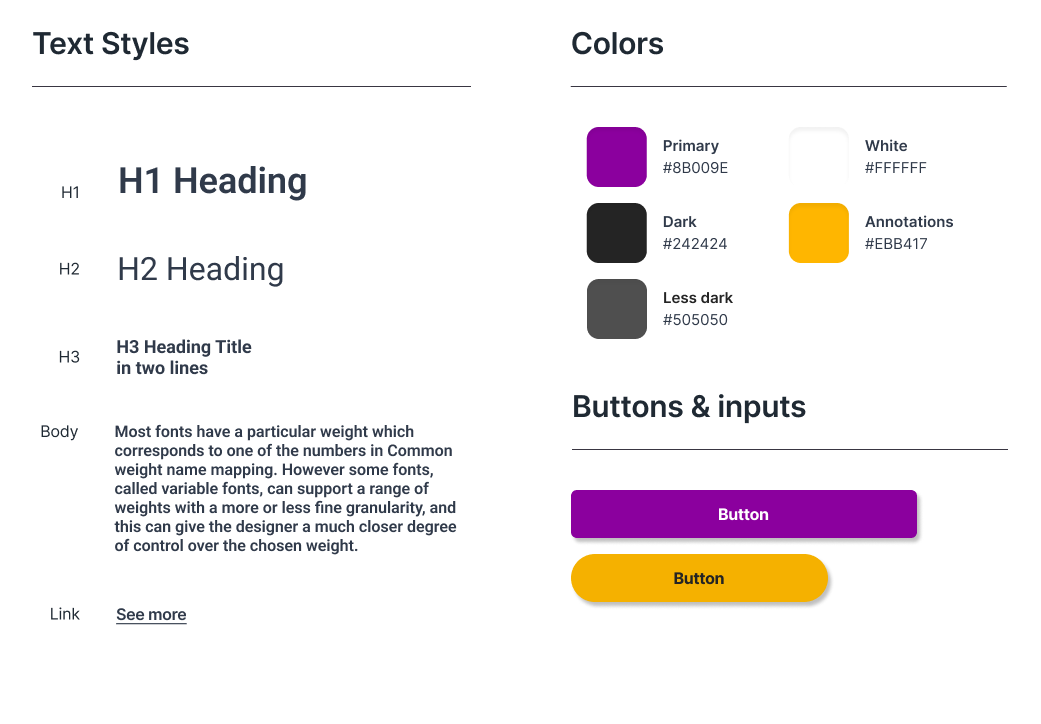 Text Styles
H1
H1 Heading
H2
H2 Heading
H3
H3 Heading Title
in two lines
Body
Most fonts have a particular weight which
corresponds to one of the numbers in Common
weight name mapping. However some fonts,
called variable fonts, can support a range of
weights with a more or less fine granularity, and
this can give the designer a much closer degree
of control over the chosen weight.
Link
See more
Colors
Primary
#8B009E
White
#FFFFFF
Dark
#242424
Annotations
#EBB417
Less dark
#505050
Buttons & inputs
Button
Button